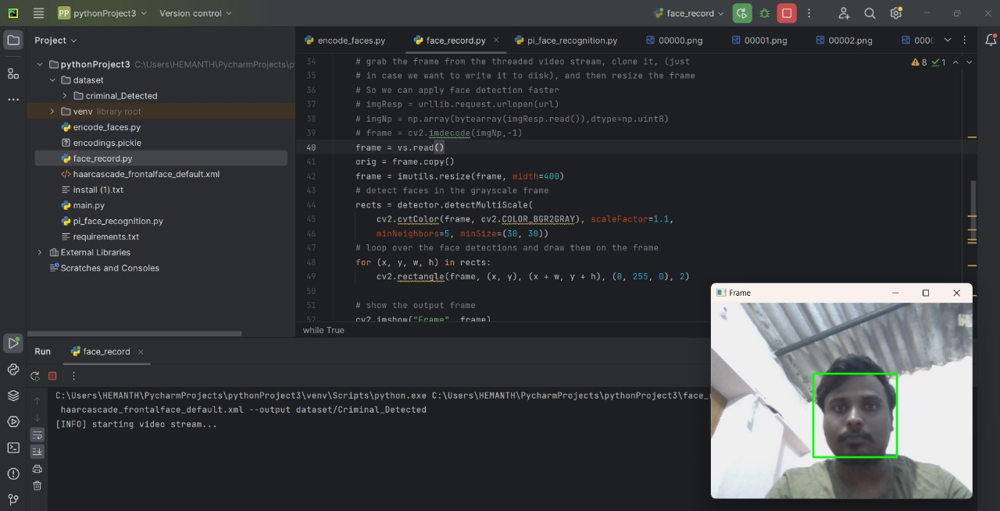 PP pythonProject3 Version control face_record
Project
encode_faces.py face_record.py pi_face_recognition.py 00000.png 00001.png 00002.png 0000
pythonProject3 C:\Users\HEMANTH\PycharmProjects\p
dataset
criminal_Detected
venv library root
encode_faces.py
encodings.pickle
face_record.py
haarcascade_frontalface_default.xml
install (1).txt
main.py
pi_face_recognition.py
requirements.txt
External Libraries
Scratches and Consoles
8 1
34 # grab the frame from the threaded video stream, clone it, (just
35 # in case we want to write it to disk), and then resize the frame
36 # So we can apply face detection faster
37 # imgResp = urllib.request.urlopen(url)
38 # imgNp = np.array(bytearray(imgResp.read()),dtype=np.uint8)
39 # frame = cv2.imdecode(imgNp,-1)
40 frame = vs.read()
41 orig = frame.copy()
42 frame = imutils.resize(frame, width=400)
43 # detect faces in the grayscale frame
44 rects = detector.detectMultiScale(
45 cv2.cvtColor(frame, cv2.COLOR_BGR2GRAY), scaleFactor=1.1,
46 minNeighbors=5, minSize=(30, 30))
47 # loop over the face detections and draw them on the frame
48 for (x, y, w, h) in rects:
49 cv2.rectangle(frame, (x, y), (x + w, y + h), (0, 255, 0), 2)
50
51 # show the output frame
52 cv2.imshow("Frame", frame)
while True
Run face_record
C:\Users\HEMANTH\PycharmProjects\pythonProject3\venv\Scripts\python.exe C:\Users\HEMANTH\PycharmProjects\pythonProject3\face_r
haarcascade_frontalface_default.xml --output dataset/Criminal_Detected
[INFO] starting video stream...
Frame